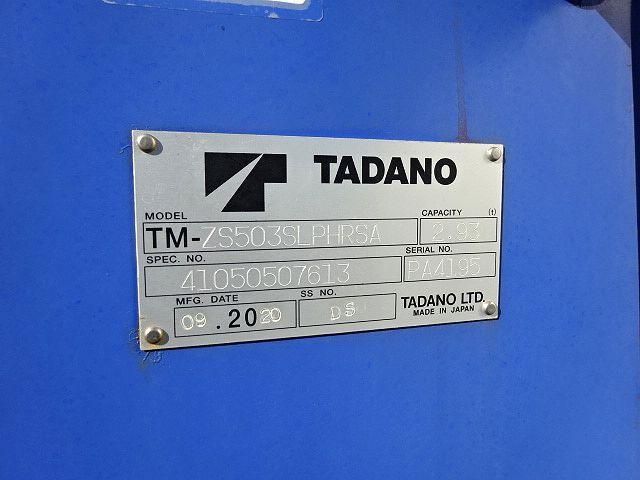 TADANO
MODEL
TM-ZS503SLPHRSA
CAPACITY (t)
2.93
SPEC. NO.
41050507613
SERIAL NO.
PA4195
MFG. DATE
09.2020
SS NO.
DS
TADANO LTD.
MADE IN JAPAN